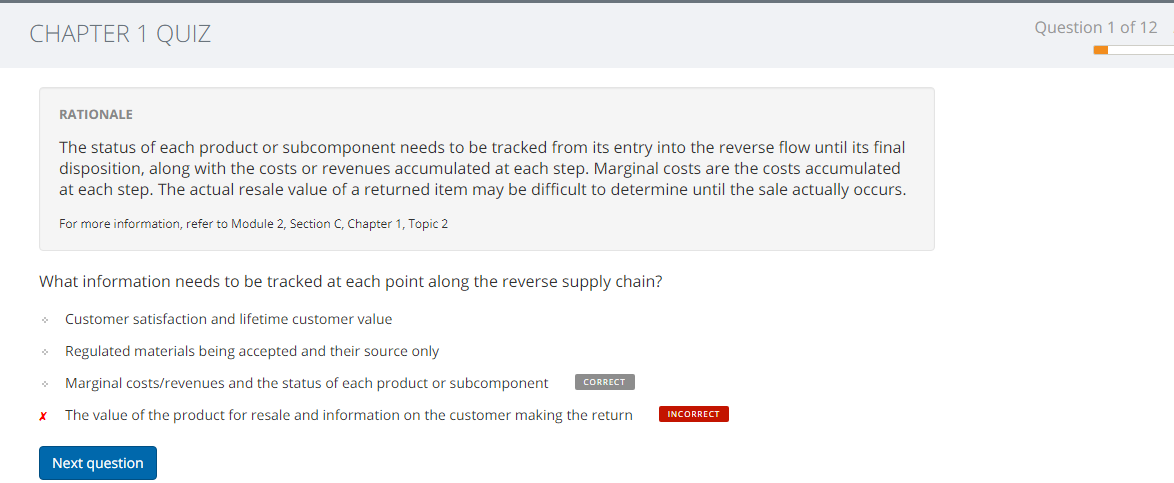 CHAPTER 1 QUIZ
Question 1 of 12
RATIONALE
The status of each product or subcomponent needs to be tracked from its entry into the reverse flow until its final
disposition, along with the costs or revenues accumulated at each step. Marginal costs are the costs accumulated
at each step. The actual resale value of a returned item may be difficult to determine until the sale actually occurs.
For more information, refer to Module 2, Section C, Chapter 1, Topic 2
What information needs to be tracked at each point along the reverse supply chain?
Customer satisfaction and lifetime customer value
Regulated materials being accepted and their source only
Marginal costs/revenues and the status of each product or subcomponent CORRECT
✗ The value of the product for resale and information on the customer making the return INCORRECT
Next question